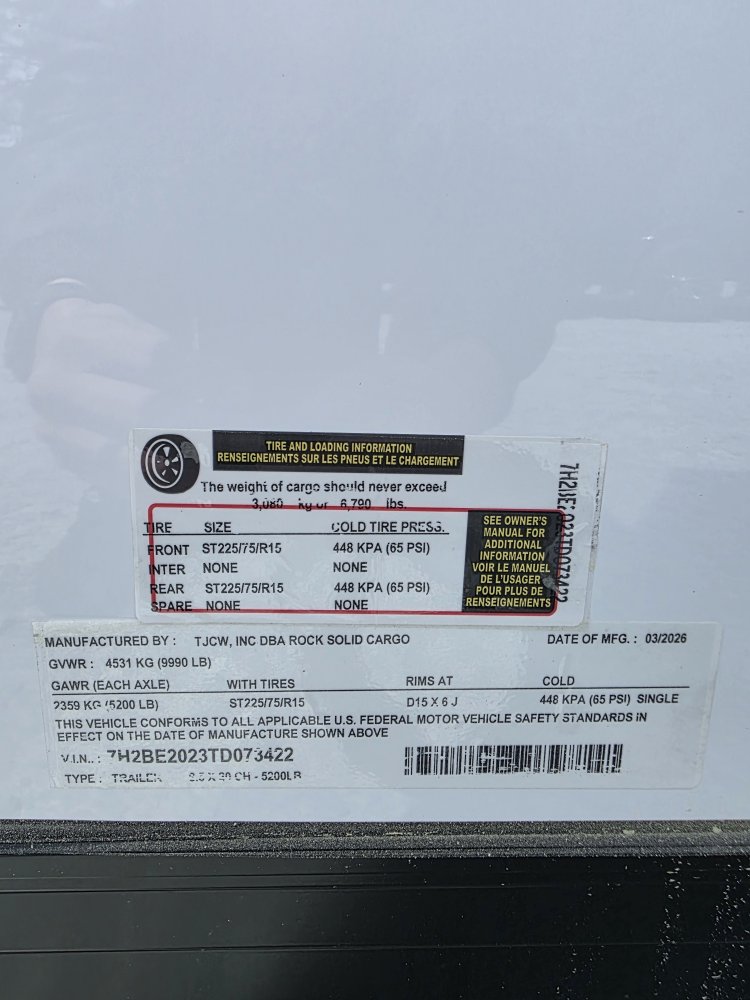 TIRE AND LOADING INFORMATION
RENSEIGNEMENTS SUR LES PNEUS ET LE CHARGEMENT
The weight of cargo should never exceed
3,080 kg or 6,790 lbs.
TIRE SIZE COLD TIRE PRESS.
FRONT ST225/75/R15 448 KPA (65 PSI)
INTER NONE NONE
REAR ST225/75/R15 448 KPA (65 PSI)
SPARE NONE NONE
SEE OWNER'S
MANUAL FOR
ADDITIONAL
INFORMATION
VOIR LE MANUEL
DE L'USAGER
POUR PLUS DE
RENSEIGNEMENTS
MANUFACTURED BY : TJCW, INC DBA ROCK SOLID CARGO DATE OF MFG. : 03/2026
GVWR : 4531 KG (9990 LB)
GAWR (EACH AXLE) WITH TIRES RIMS AT COLD
2359 KG (5200 LB) ST225/75/R15 D15 X 6 J 448 KPA (65 PSI) SINGLE
THIS VEHICLE CONFORMS TO ALL APPLICABLE U.S. FEDERAL MOTOR VEHICLE SAFETY STANDARDS IN
EFFECT ON THE DATE OF MANUFACTURE SHOWN ABOVE
V.I.N.. : 7H2BE2023TD073422
TYPE : TRAILER CH - 5200LB